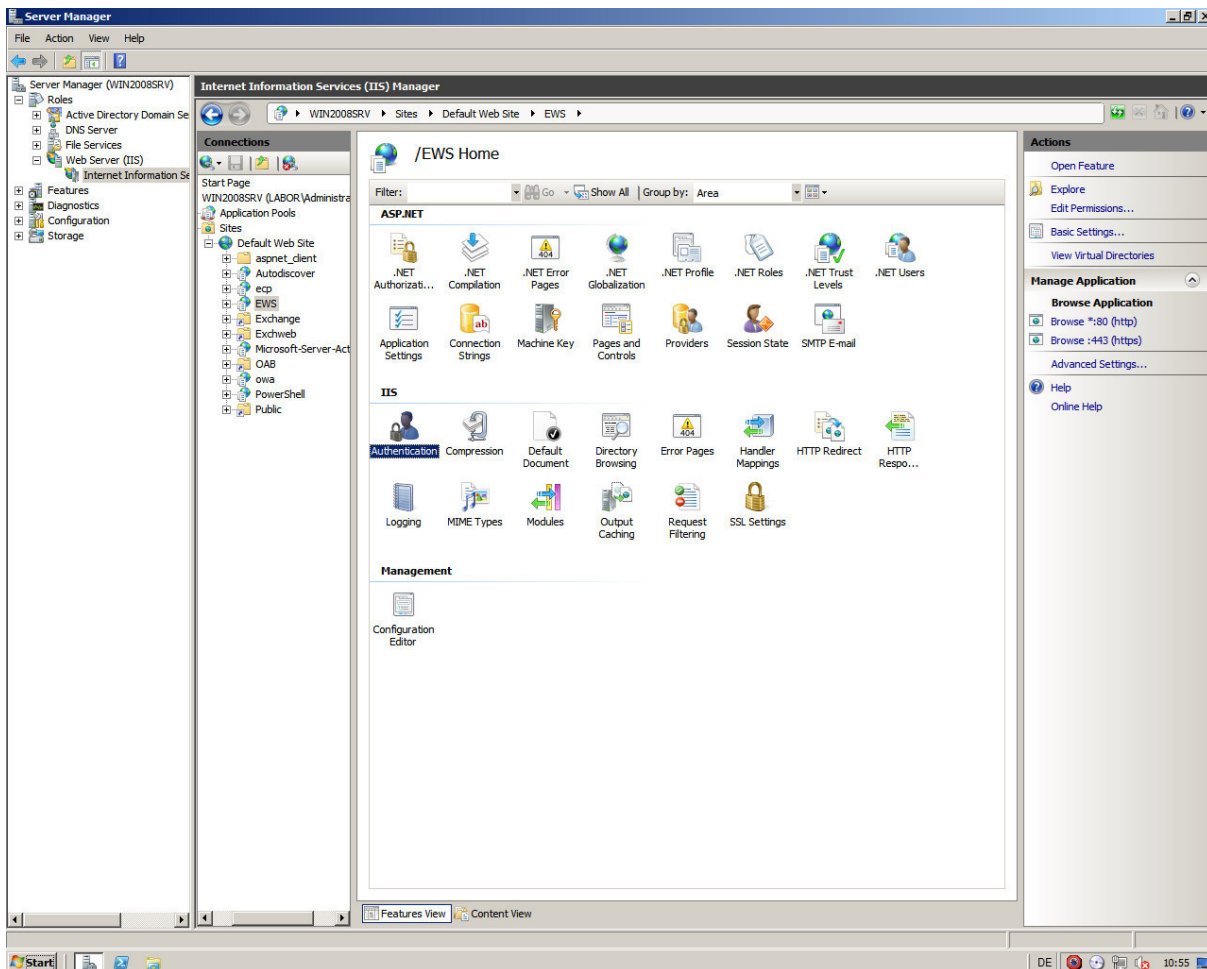 Server Manager
File Action View Help
Server Manager (WIN2008SRV)
Roles
Active Directory Domain Se
DNS Server
File Services
Web Server (IIS)
Internet Information Se
Features
Diagnostics
Configuration
Storage
Internet Information Services (IIS) Manager
WIN2008SRV Sites Default Web Site EWS
Connections
Start Page
WIN2008SRV (LABOR\Administra
Application Pools
Sites
Default Web Site
aspnet_client
Autodiscover
ecp
EWS
Exchange
Exchweb
Microsoft-Server-Act
OAB
owa
PowerShell
Public
/EWS Home
Filter: Go Show All Group by: Area
ASP.NET
.NET Authorizati...
.NET Compilation
.NET Error Pages
.NET Globalization
.NET Profile
.NET Roles
.NET Trust Levels
.NET Users
Application Settings
Connection Strings
Machine Key
Pages and Controls
Providers
Session State
SMTP E-mail
IIS
Authentication
Compression
Default Document
Directory Browsing
Error Pages
Handler Mappings
HTTP Redirect
HTTP Respo...
Logging
MIME Types
Modules
Output Caching
Request Filtering
SSL Settings
Management
Configuration Editor
Features View Content View
Actions
Open Feature
Explore
Edit Permissions...
Basic Settings...
View Virtual Directories
Manage Application
Browse Application
Browse *:80 (http)
Browse :443 (https)
Advanced Settings...
Help
Online Help
Start
DE 10:55